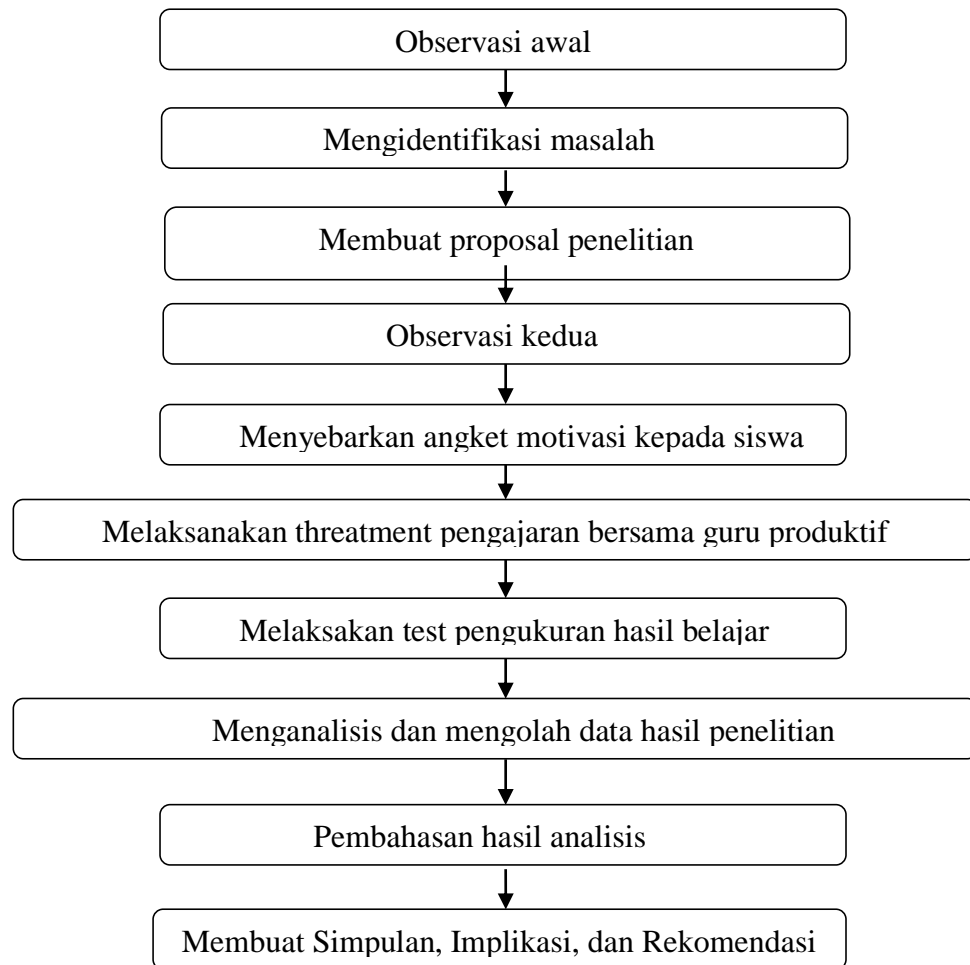 Observasi awal
Mengidentifikasi masalah
Membuat proposal penelitian
Observasi kedua
Menyebarkan angket motivasi kepada siswa
Melaksanakan threatment pengajaran bersama guru produktif
Melaksakan test pengukuran hasil belajar
Menganalisis dan mengolah data hasil penelitian
Pembahasan hasil analisis
Membuat Simpulan, Implikasi, dan Rekomendasi